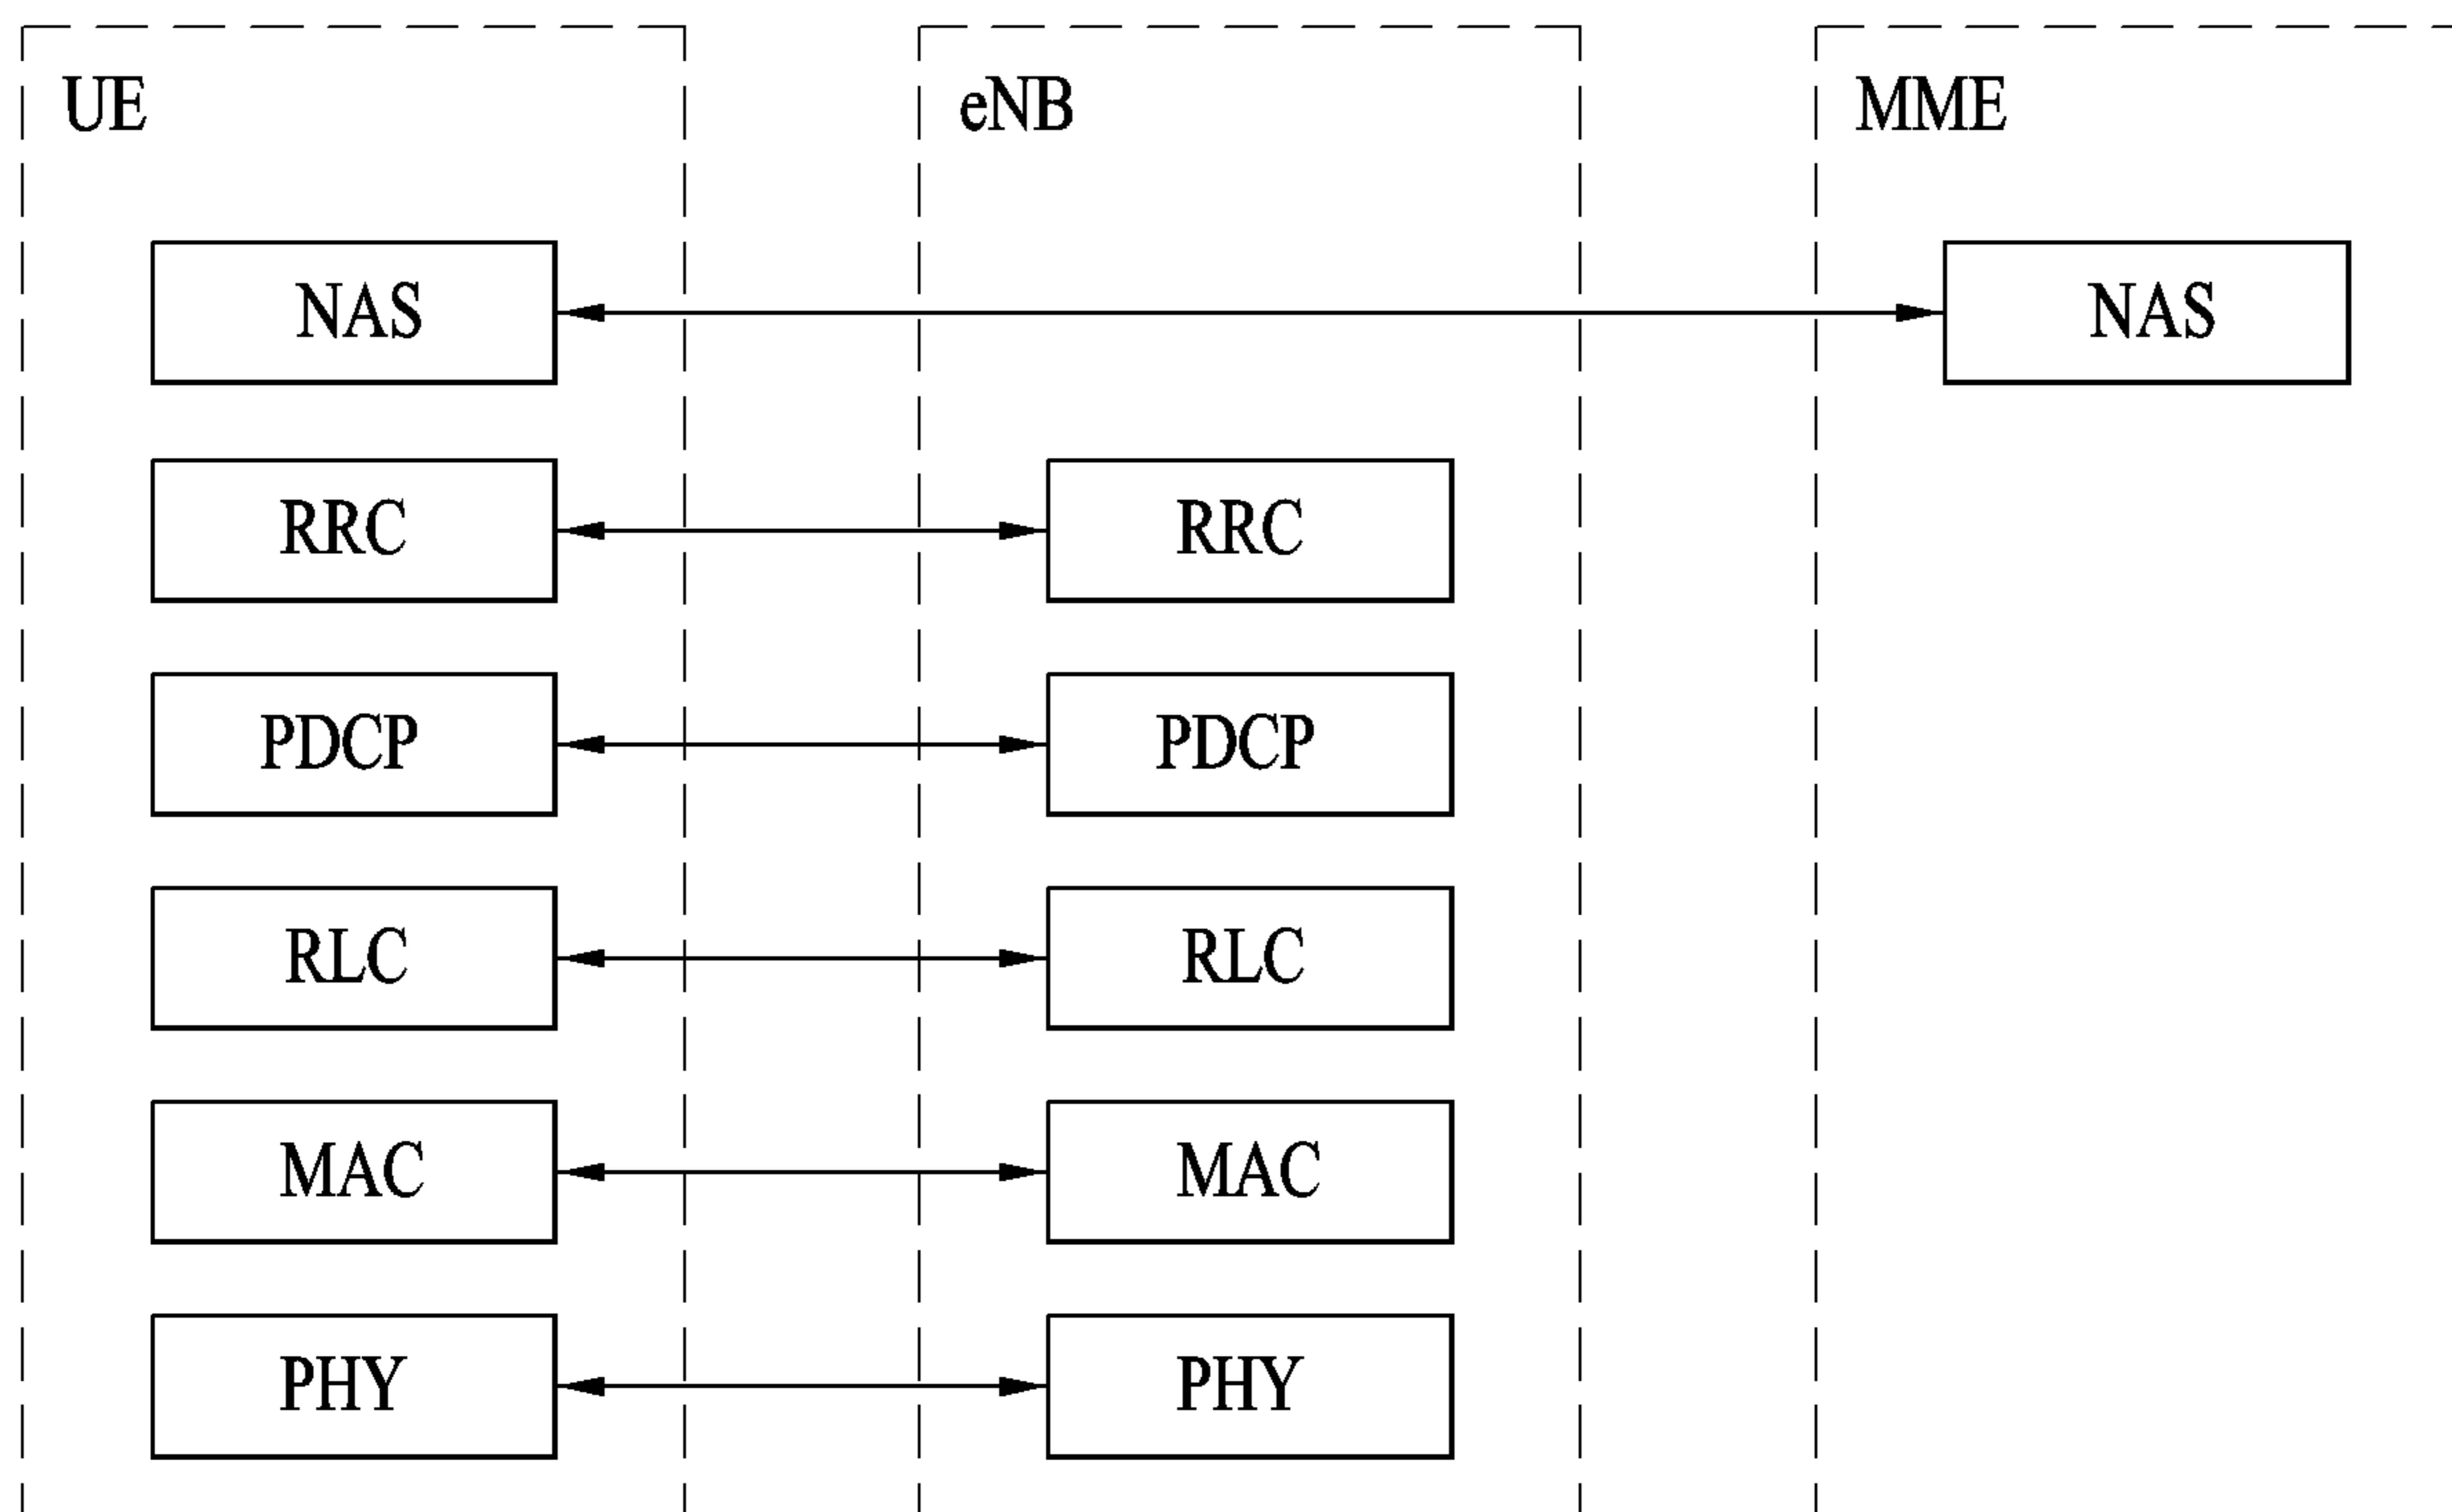 UE
eNB
MME
NAS
NAS
RRC
RRC
PDCP
PDCP
RLC
RLC
MAC
MAC
PHY
PHY